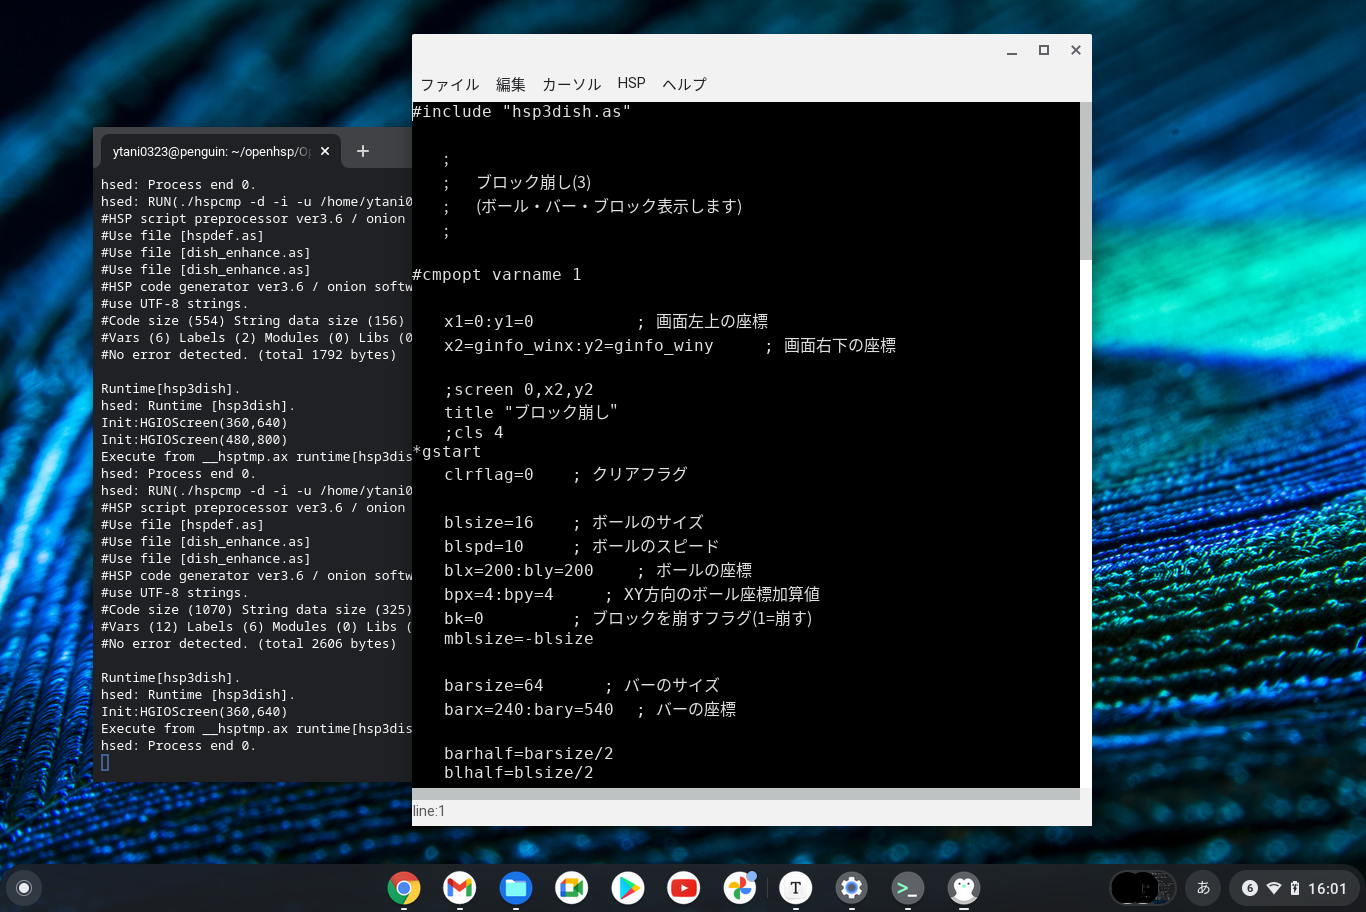 ytani0323@penguin: ~/openhsp/Op
hsed: Process end 0.
hsed: RUN(./hspcmp -d -i -u /home/ytani0
#HSP script preprocessor ver3.6 / onion
#Use file [hspdef.as]
#Use file [dish_enhance.as]
#Use file [dish_enhance.as]
#HSP code generator ver3.6 / onion softw
#use UTF-8 strings.
#Code size (554) String data size (156)
#Vars (6) Labels (2) Modules (0) Libs (0
#No error detected. (total 1792 bytes)
Runtime[hsp3dish].
hsed: Runtime [hsp3dish].
Init:HGIOScreen(360,640)
Init:HGIOScreen(480,800)
Execute from __hsptmp.ax runtime[hsp3dis
hsed: Process end 0.
hsed: RUN(./hspcmp -d -i -u /home/ytani0
#HSP script preprocessor ver3.6 / onion
#Use file [hspdef.as]
#Use file [dish_enhance.as]
#Use file [dish_enhance.as]
#HSP code generator ver3.6 / onion softw
#use UTF-8 strings.
#Code size (1070) String data size (325)
#Vars (12) Labels (6) Modules (0) Libs (
#No error detected. (total 2606 bytes)
Runtime[hsp3dish].
hsed: Runtime [hsp3dish].
Init:HGIOScreen(360,640)
Execute from __hsptmp.ax runtime[hsp3dis
hsed: Process end 0.
ファイル 編集 カーソル HSP ヘルプ
#include "hsp3dish.as"
;
; ブロック崩し(3)
; (ボール・バー・ブロック表示します)
;
#cmpopt varname 1
x1=0:y1=0 ; 画面左上の座標
x2=ginfo_winx:y2=ginfo_winy ; 画面右下の座標
;screen 0,x2,y2
title "ブロック崩し"
;cls 4
*gstart
clrflag=0 ; クリアフラグ
blsize=16 ; ボールのサイズ
blspd=10 ; ボールのスピード
blx=200:bly=200 ; ボールの座標
bpx=4:bpy=4 ; XY方向のボール座標加算値
bk=0 ; ブロックを崩すフラグ(1=崩す)
mblsize=-blsize
barsize=64 ; バーのサイズ
barx=240:bary=540 ; バーの座標
barhalf=barsize/2
blhalf=blsize/2
line:1
T
>_
あ
6
16:01